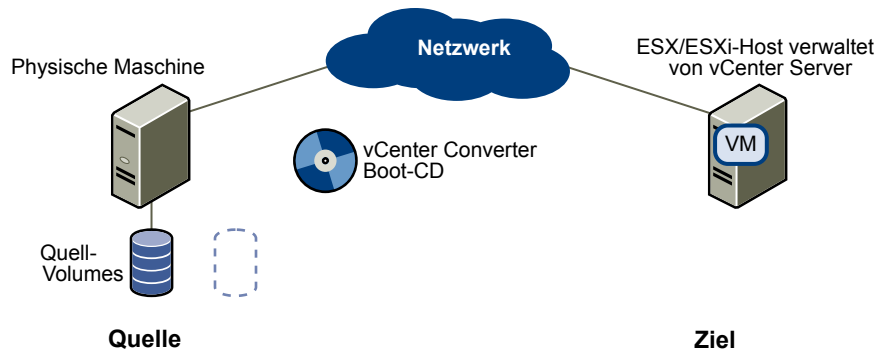 Netzwerk
ESX/ESXi-Host verwaltet
von vCenter Server
Physische Maschine
VM
vCenter Converter
Boot-CD
Quell-
Volumes
Quelle
Ziel